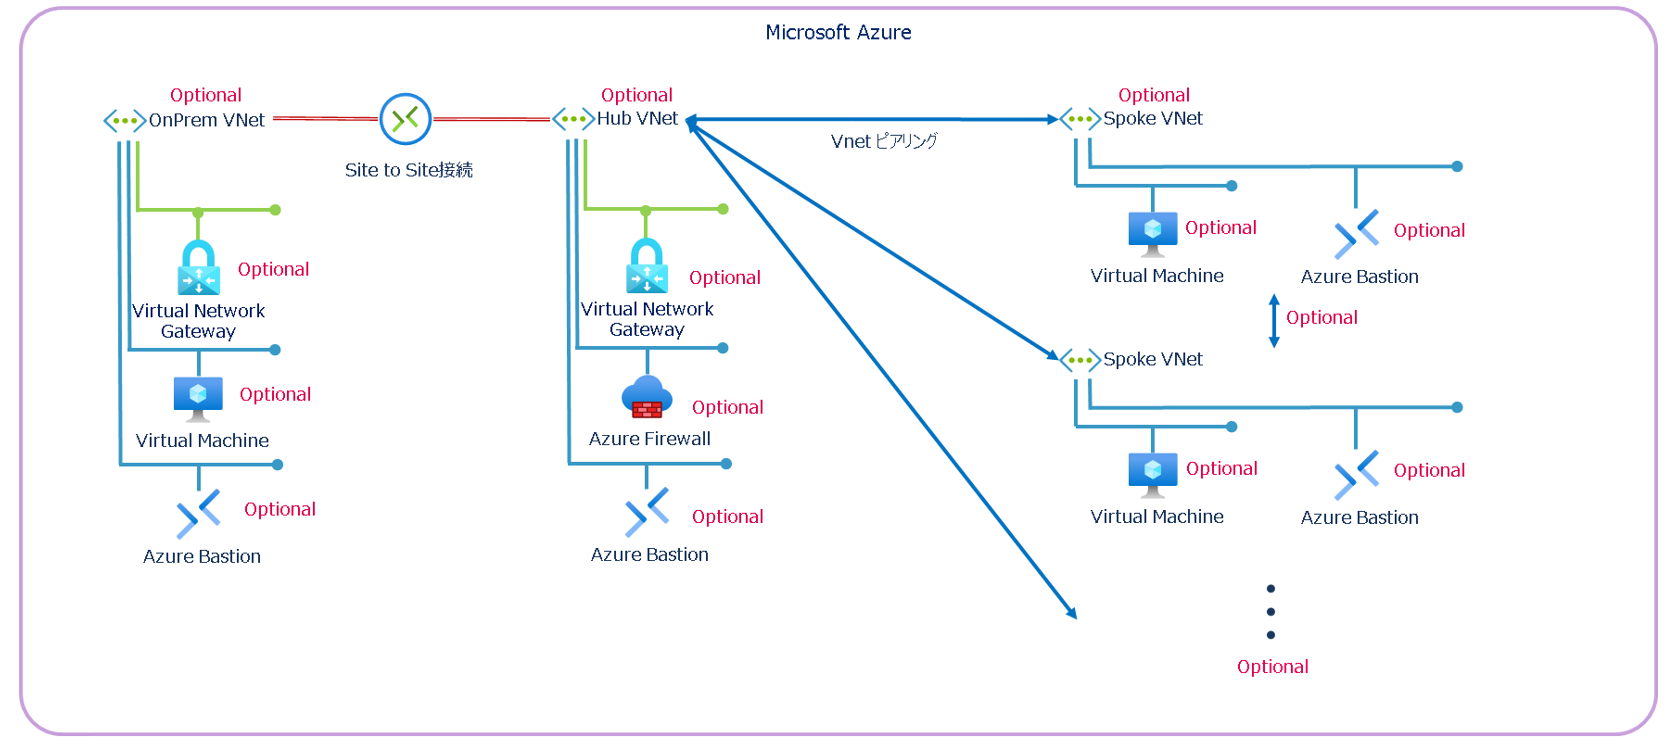 Microsoft Azure
Optional
OnPrem VNet
Site to Site接続
Optional
Hub VNet
Vnet ピアリング
Optional
Spoke VNet
Optional
Virtual Network
Gateway
Optional
Virtual Machine
Optional
Azure Bastion
Optional
Virtual Network
Gateway
Optional
Azure Firewall
Optional
Azure Bastion
Optional
Virtual Machine
Optional
Azure Bastion
Optional
Spoke VNet
Optional
Virtual Machine
Optional
Azure Bastion
Optional